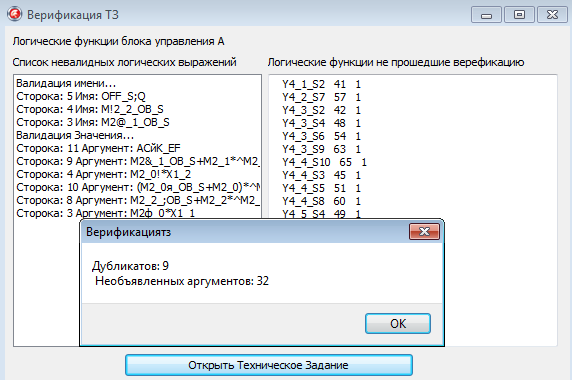 Верификация ТЗ
Логические функции блока управления А
Список невалидных логических выражений
Логические функции не прошедшие верефикацию
Валидация имени...
Сторока: 5 Имя: OFF_S;Q
Сторока: 4 Имя: M!2_2_OB_S
Сторока: 3 Имя: M2@_1_OB_S
Валидация Значения...
Сторока: 11 Аргумент: АСйК_EF
Сторока: 9 Аргумент: M2&_1_OB_S+M2_1*^M2_
Сторока: 4 Аргумент: M2_0!*X1_2
Сторока: 10 Аргумент: (M2_0я_OB_S+M2_0)*^M
Сторока: 8 Аргумент: M2_2_;OB_S+M2_2*^M2_
Сторока: 3 Аргумент: M2ф_0*X1_1
Y4_1_S2 41 1
Y4_2_S7 57 1
Y4_3_S2 42 1
Y4_3_S4 48 1
Y4_3_S6 54 1
Y4_3_S9 63 1
Y4_4_S10 65 1
Y4_4_S3 45 1
Y4_4_S5 51 1
Y4_4_S8 60 1
Y4_5_S4 49 1
Верификациятз
Дубликатов: 9
Необъявленных аргументов: 32
OK
Открыть Техническое Задание